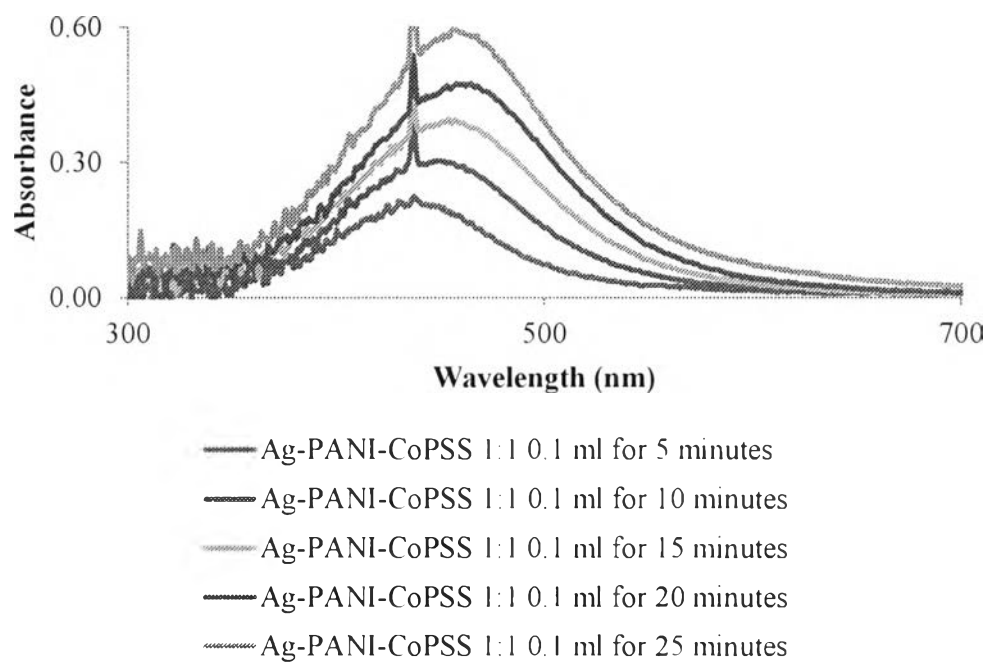 0.60
0.30
0.00
Absorbance
300 500 700
Wavelength (nm)
Ag-PANI-CoPSS 1:1 0.1 ml for 5 minutes
Ag-PANI-CoPSS 1:1 0.1 ml for 10 minutes
Ag-PANI-CoPSS 1:1 0.1 ml for 15 minutes
Ag-PANI-CoPSS 1:1 0.1 ml for 20 minutes
Ag-PANI-CoPSS 1:1 0.1 ml for 25 minutes